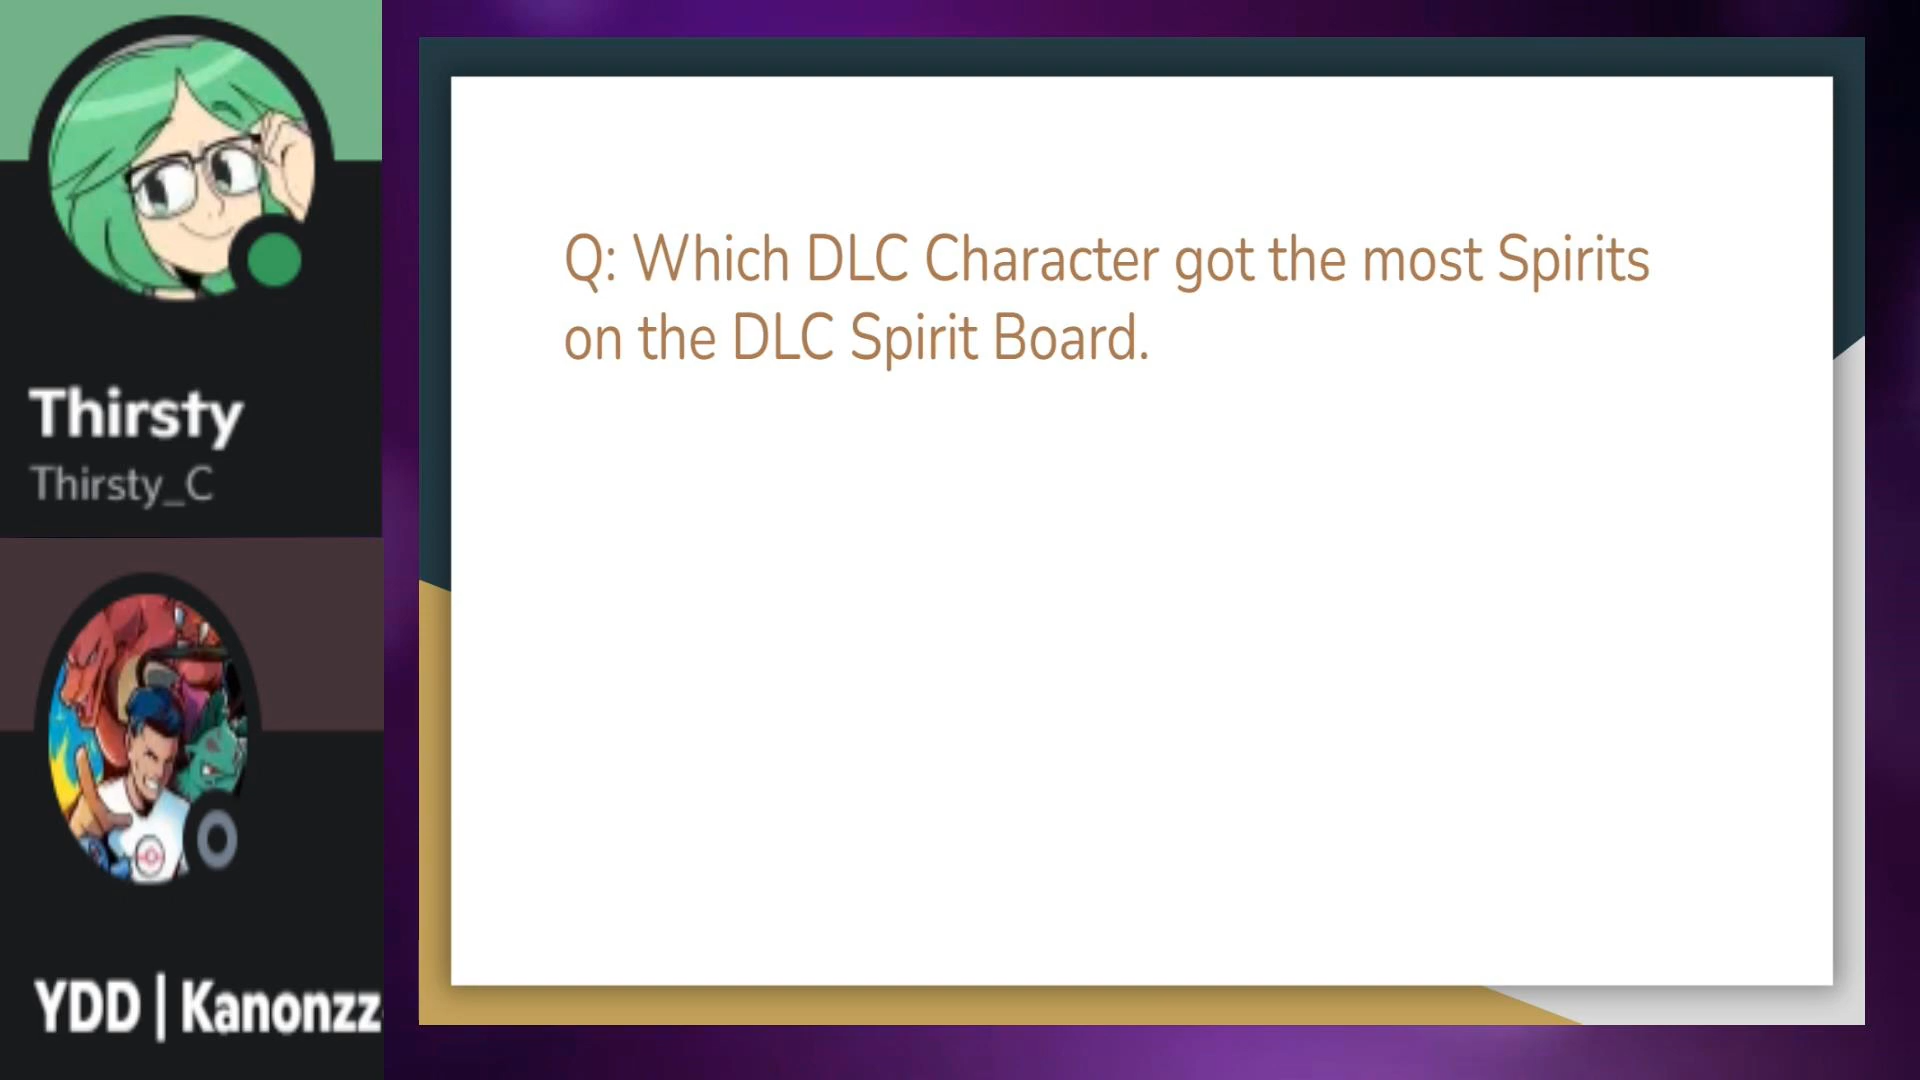 Thirsty
Thirsty_C
YDD | Kanonzz
Q: Which DLC Character got the most Spirits
on the DLC Spirit Board.